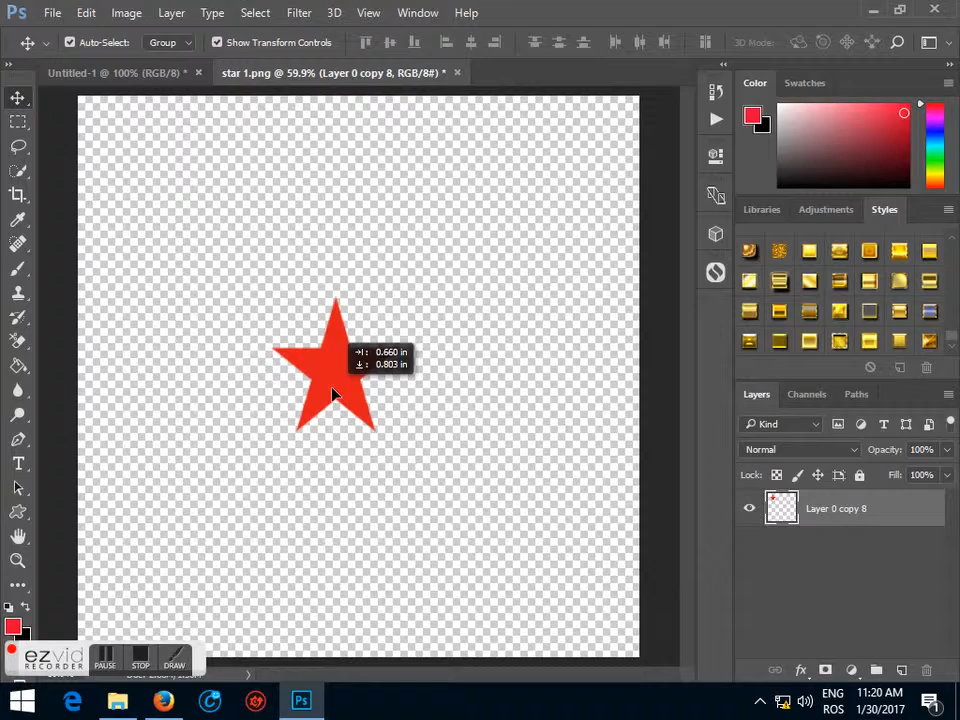 Ps File Edit Image Layer Type Select Filter 3D View Window Help
Auto-Select: Group Show Transform Controls 3D Mode:
Untitled-1 @ 100% (RGB/8) * × star 1.png @ 59.9% (Layer 0 copy 8, RGB/8#) * ×
Color Swatches
Libraries Adjustments Styles
: 0.660 in
: 0.803 in
Layers Channels Paths
Kind
Normal Opacity: 100%
Lock: Fill: 100%
Layer 0 copy 8
ezvid
RECORDER
PAUSE STOP DRAW
fx
Ps
ENG
ROS
11:20 AM
1/30/2017
1